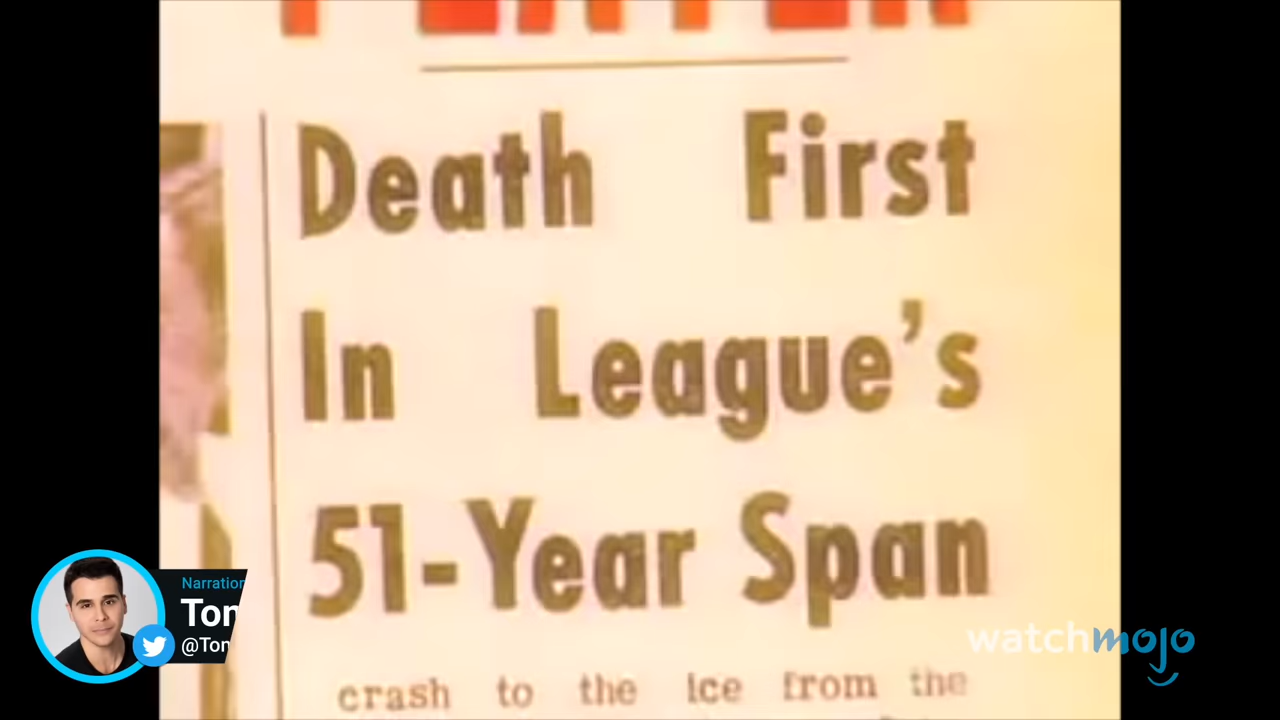 Death First
In League's
51-Year Span
crash to the ice from the
Narration
Ton
@Ton
watchmojo